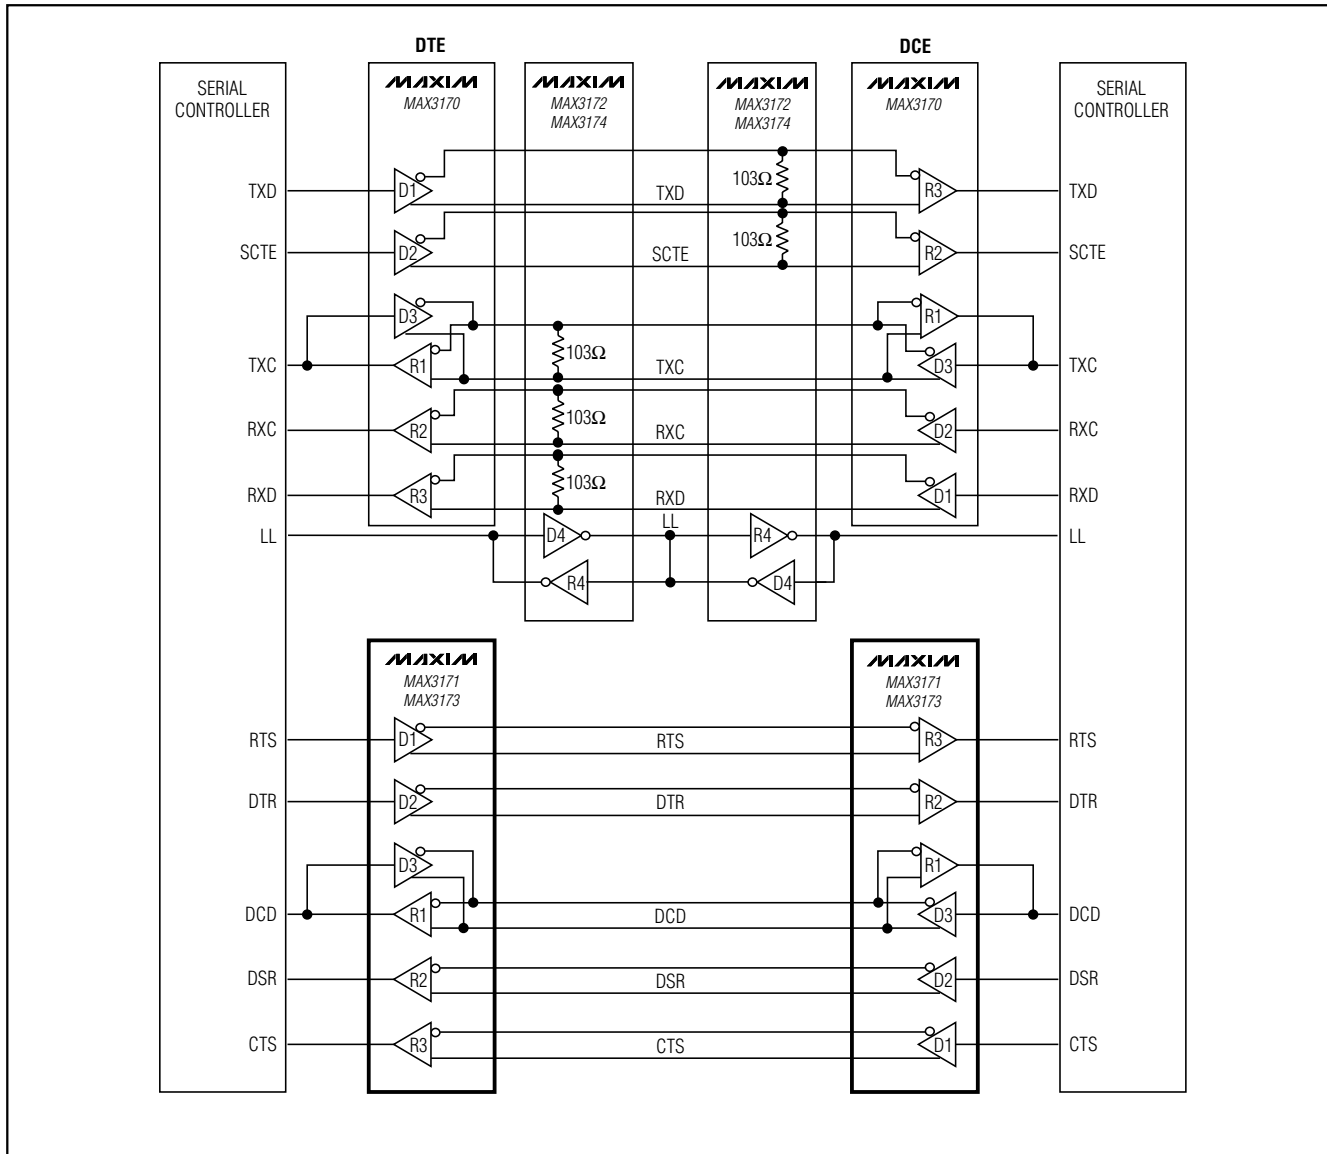 DTE
DCE
SERIAL
CONTROLLER
MAXIM
MAX3170
MAXIM
MAX3172
MAX3174
MAXIM
MAX3172
MAX3174
MAXIM
MAX3170
SERIAL
CONTROLLER
TXD
D1
TXD
103Ω
R3
TXD
SCTE
D2
SCTE
103Ω
R2
SCTE
D3
R1
TXC
R1
103Ω
TXC
D3
TXC
RXC
R2
103Ω
RXC
D2
RXC
RXD
R3
103Ω
RXD
D1
RXD
LL
D4
LL
R4
LL
R4
D4
MAXIM
MAX3171
MAX3173
MAXIM
MAX3171
MAX3173
RTS
D1
RTS
R3
RTS
DTR
D2
DTR
R2
DTR
D3
R1
DCD
R1
DCD
D3
DCD
DSR
R2
DSR
D2
DSR
CTS
R3
CTS
D1
CTS